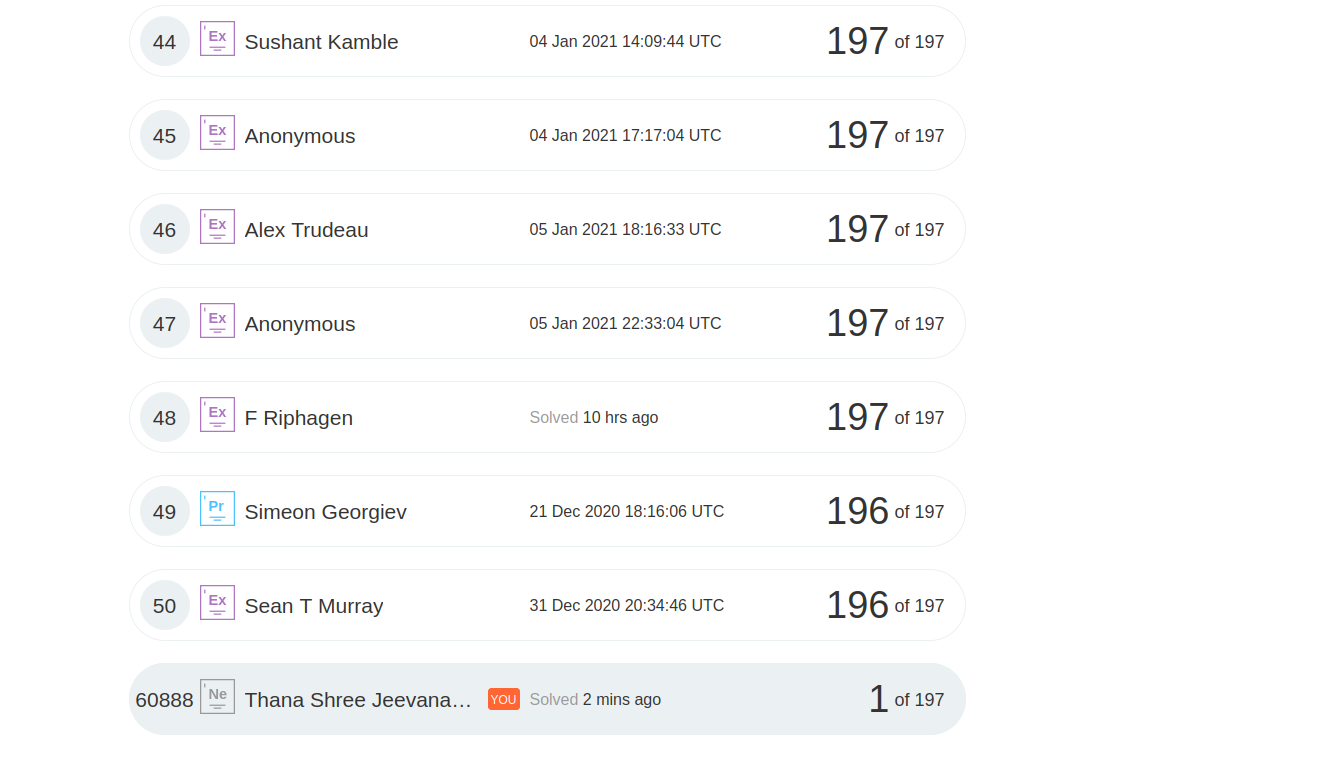 44 Ex Sushant Kamble 04 Jan 2021 14:09:44 UTC 197 of 197
45 Ex Anonymous 04 Jan 2021 17:17:04 UTC 197 of 197
46 Ex Alex Trudeau 05 Jan 2021 18:16:33 UTC 197 of 197
47 Ex Anonymous 05 Jan 2021 22:33:04 UTC 197 of 197
48 Ex F Riphagen Solved 10 hrs ago 197 of 197
49 Pr Simeon Georgiev 21 Dec 2020 18:16:06 UTC 196 of 197
50 Ex Sean T Murray 31 Dec 2020 20:34:46 UTC 196 of 197
60888 Ne Thana Shree Jeevana… YOU Solved 2 mins ago 1 of 197